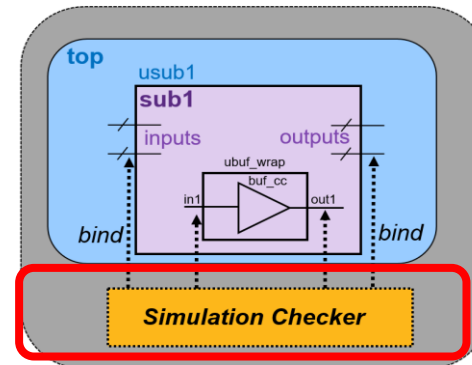 top
usub1
sub1
inputs
outputs
ubuf_wrap
buf_cc
in1
out1
bind
bind
Simulation Checker